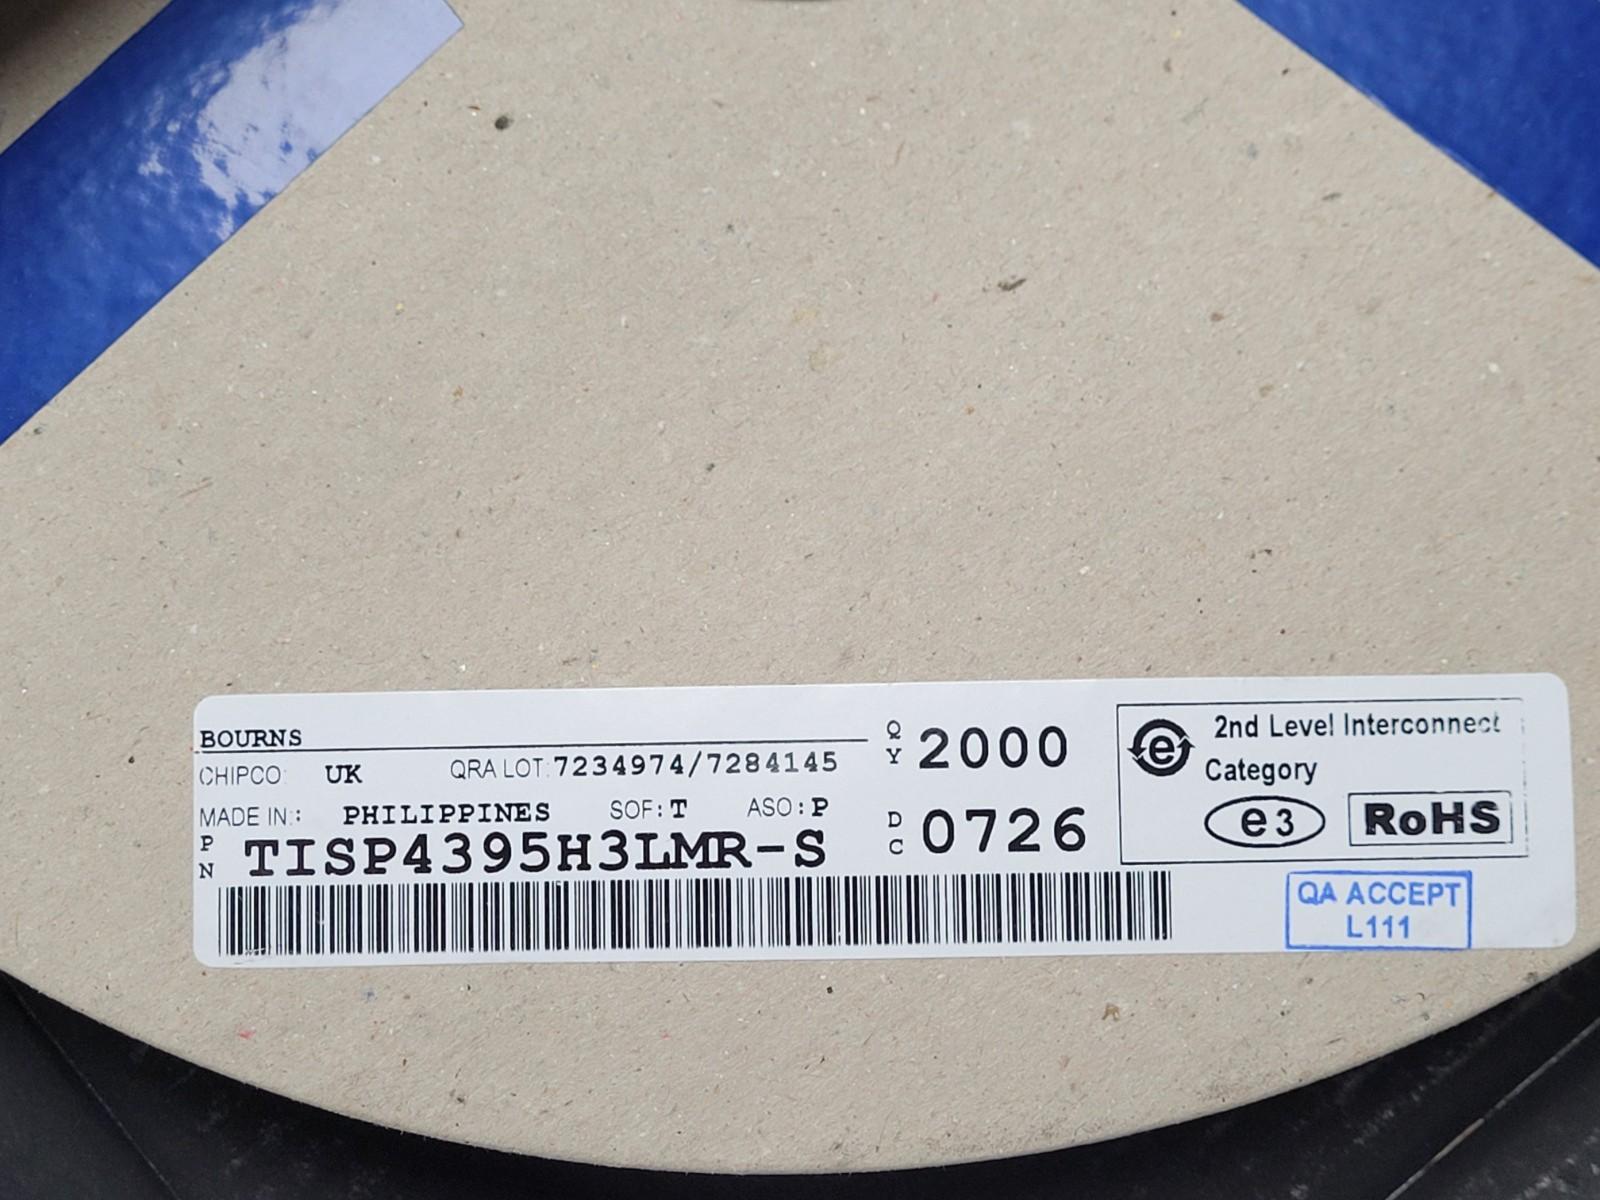 BOURNS
CHIPCO: UK QRA LOT: 7234974/7284145
MADE IN:: PHILIPPINES SOF: T ASO: P
PN TISP4395H3LMR-S
QY 2000
DC 0726
e 2nd Level Interconnect
Category
e3 RoHS
QA ACCEPT
L111